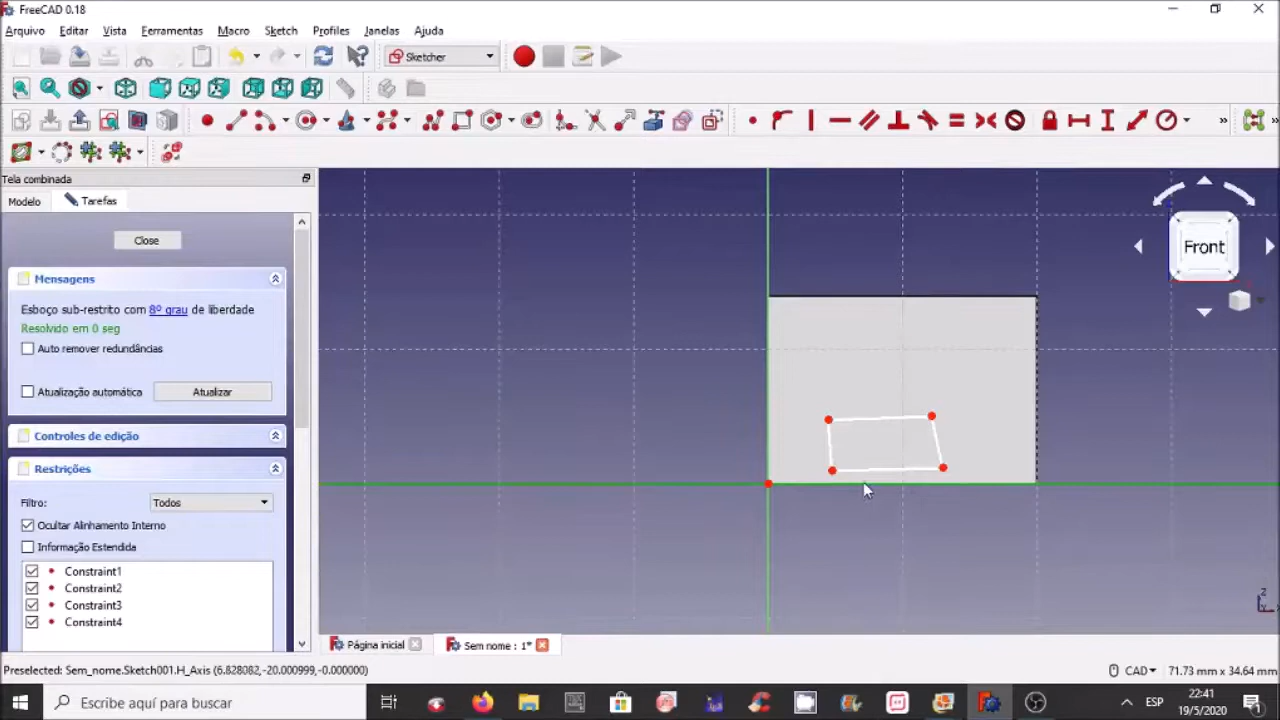 FreeCAD 0.18
Arquivo Editar Vista Ferramentas Macro Sketch Profiles Janelas Ajuda
Sketcher
»
»
Tela combinada
Modelo Tarefas
Close
Mensagens
Esboço sub-restrito com 8º grau de liberdade
Resolvido em 0 seg
Auto remover redundâncias
Atualização automática Atualizar
Controles de edição
Restrições
Filtro: Todos
Ocultar Alinhamento Interno
Informação Estendida
Constraint1
Constraint2
Constraint3
Constraint4
Front
Z
Página inicial Sem nome : 1*
Preselected: Sem_nome.Sketch001.H_Axis (6.828082,-20.000999,-0.000000) CAD 71.73 mm x 34.64 mm
Escribe aquí para buscar
ESP
22:41
19/5/2020